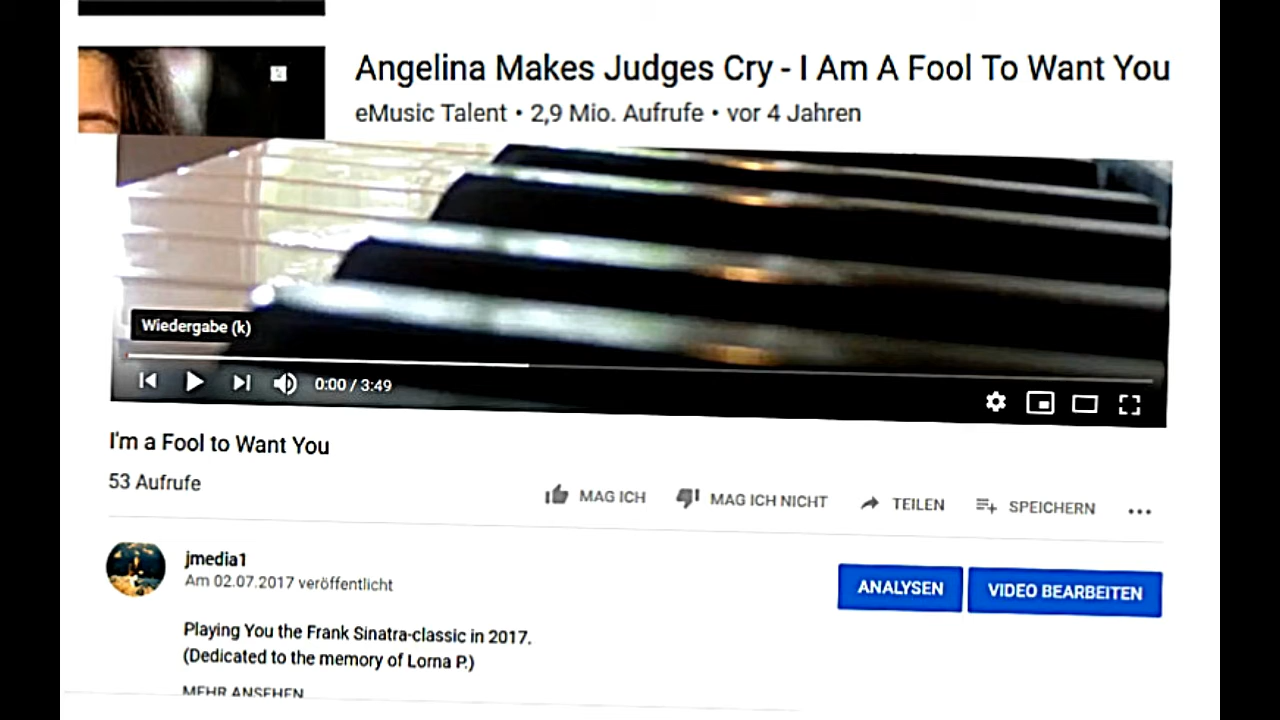 Angelina Makes Judges Cry - I Am A Fool To Want You
eMusic Talent • 2,9 Mio. Aufrufe • vor 4 Jahren
Wiedergabe (k)
0:00 / 3:49
I'm a Fool to Want You
53 Aufrufe
MAG ICH MAG ICH NICHT TEILEN SPEICHERN
jmedia1
Am 02.07.2017 veröffentlicht
ANALYSEN VIDEO BEARBEITEN
Playing You the Frank Sinatra-classic in 2017.
(Dedicated to the memory of Lorna P.)
MEHR ANSEHEN